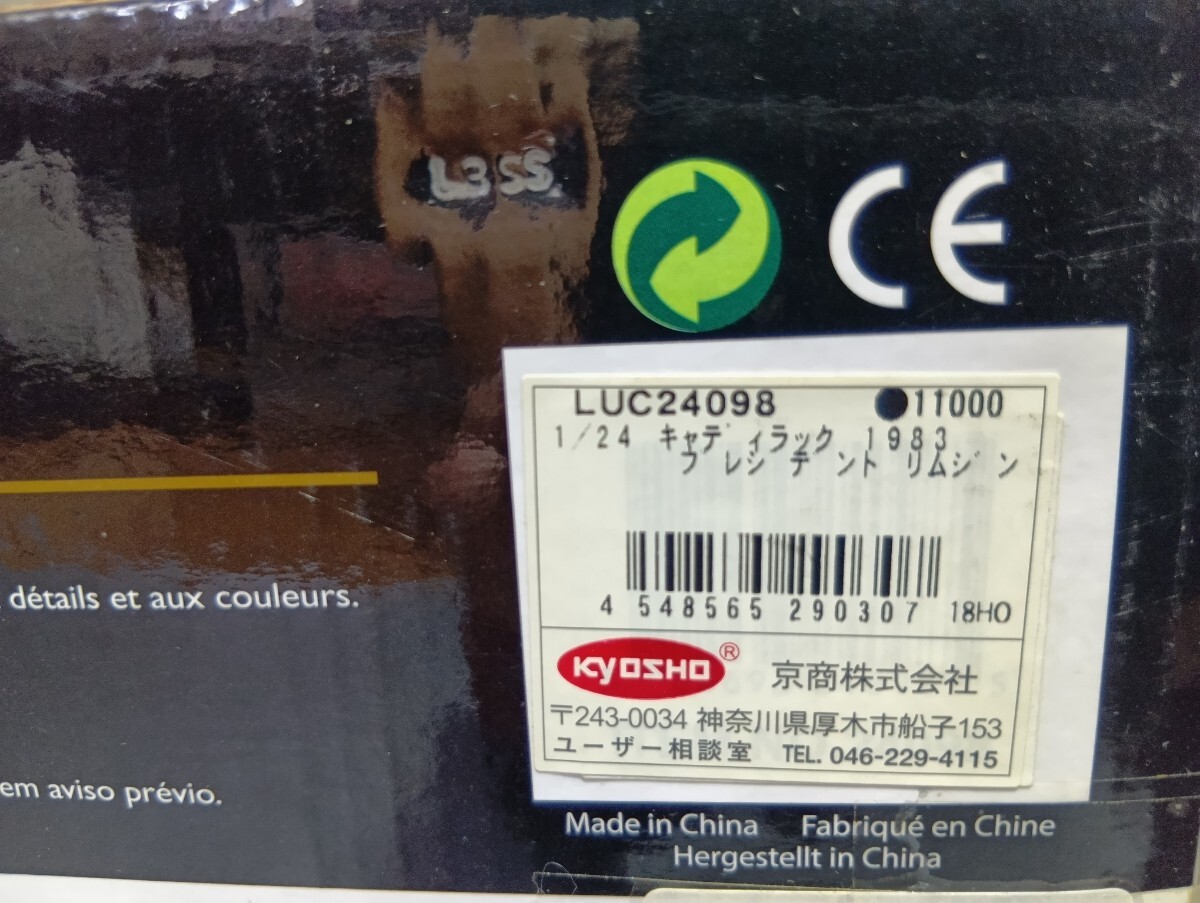 L3 SS
CE
LUC24098 ●11000
1/24 キャディラック 1983
プレジデント リムジン
4 548565 290307 18HO
KYOSHO® 京商株式会社
〒243-0034 神奈川県厚木市船子153
ユーザー相談室 TEL. 046-229-4115
détails et aux couleurs.
em aviso prévio.
Made in China Fabriqué en Chine
Hergestellt in China